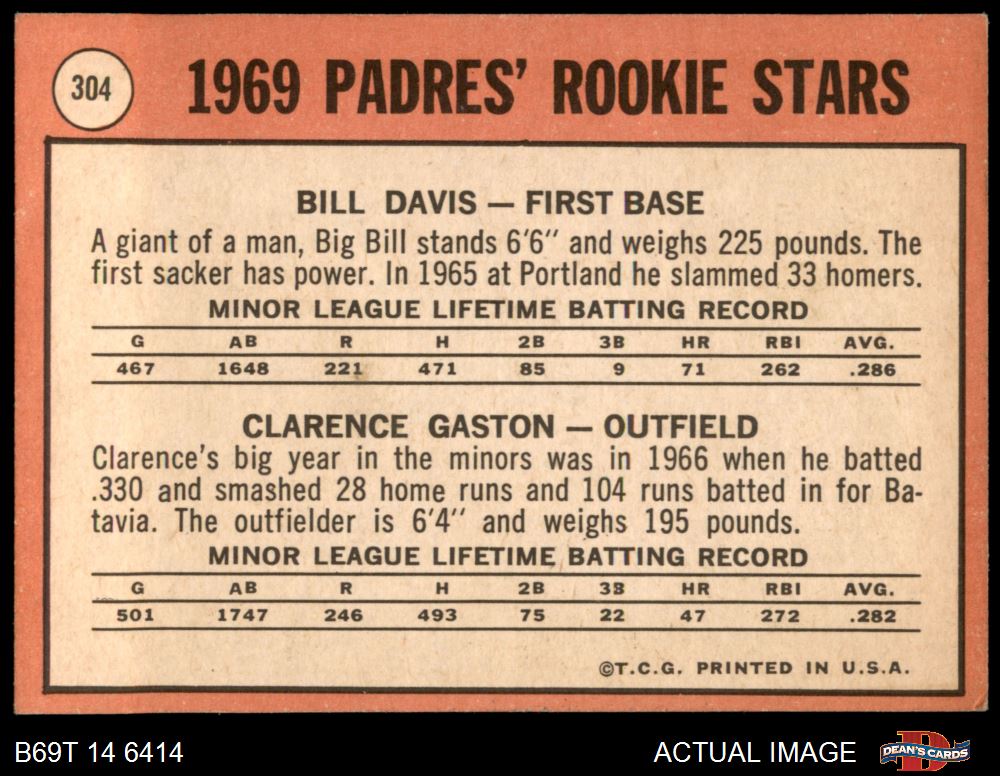 304
1969 PADRES' ROOKIE STARS
BILL DAVIS — FIRST BASE
A giant of a man, Big Bill stands 6'6" and weighs 225 pounds. The
first sacker has power. In 1965 at Portland he slammed 33 homers.
MINOR LEAGUE LIFETIME BATTING RECORD
G AB R H 2B 3B HR RBI AVG.
467 1648 221 471 85 9 71 262 .286
CLARENCE GASTON — OUTFIELD
Clarence's big year in the minors was in 1966 when he batted
.330 and smashed 28 home runs and 104 runs batted in for Ba-
tavia. The outfielder is 6'4" and weighs 195 pounds.
MINOR LEAGUE LIFETIME BATTING RECORD
G AB R H 2B 3B HR RBI AVG.
501 1747 246 493 75 22 47 272 .282
©T.C.G. PRINTED IN U.S.A.
B69T 14 6414
ACTUAL IMAGE
D
DEAN'S CARDS